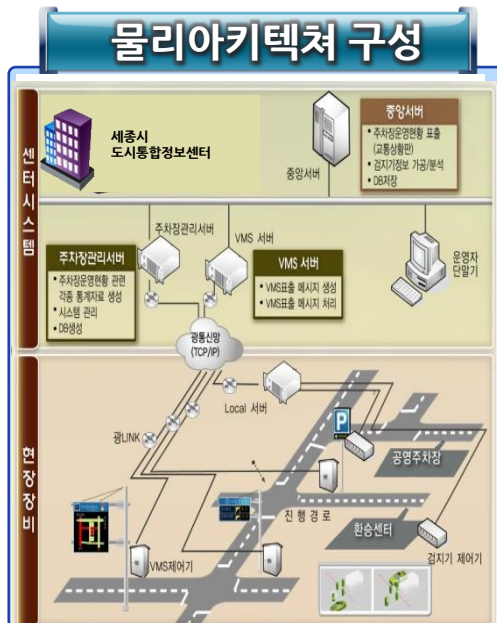 물리아키텍쳐 구성
센터시스템
세종시
도시통합정보센터
중앙서버
중앙서버
• 주차장운영현황 표출
(교통상황판)
• 검지기정보 가공/분석
• DB저장
주차장관리서버
VMS 서버
주차장관리서버
• 주차장운영현황 관련
각종 통계자료 생성
• 시스템 관리
• DB생성
VMS 서버
• VMS표출 메시지 생성
• VMS표출 메시지 처리
운영자
단말기
광통신망
(TCP/IP)
현장장비
Local 서버
광LINK
P
공영주차장
진행경로
환승센터
VMS제어기
검지기 제어기